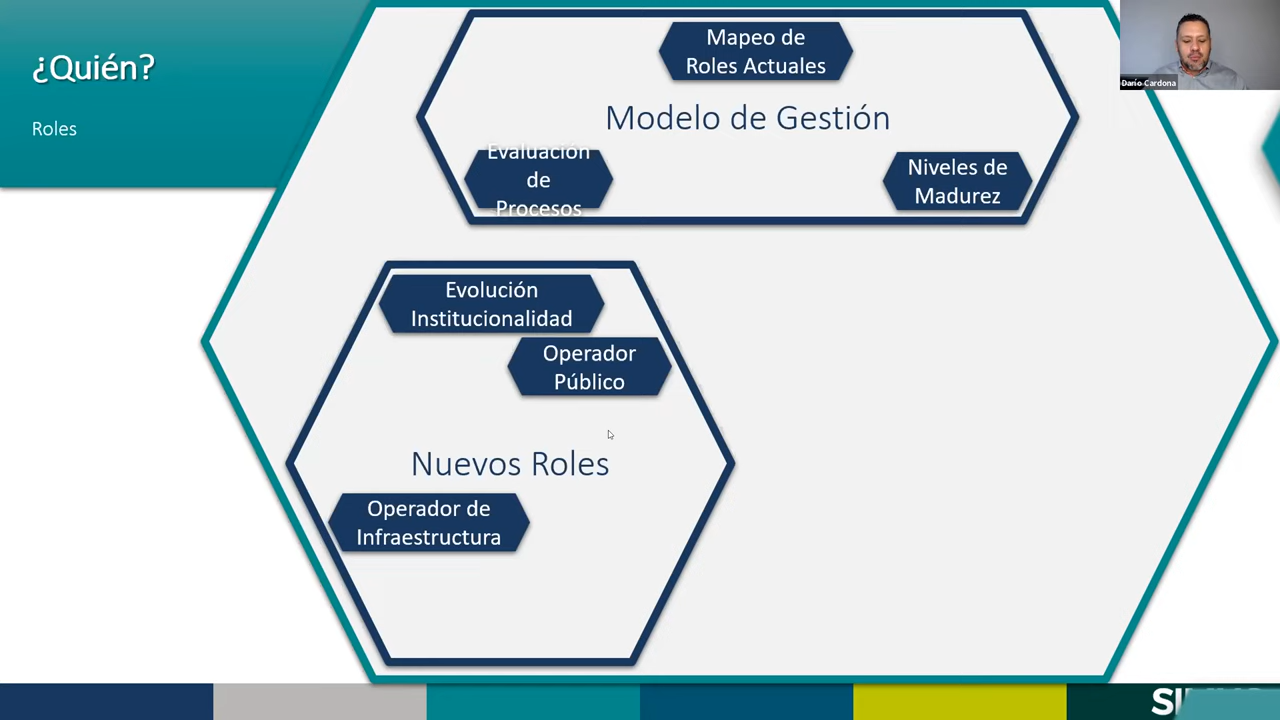 ¿Quién?
Roles
Mapeo de
Roles Actuales
Modelo de Gestión
Evaluación
de
Procesos
Niveles de
Madurez
Evolución
Institucionalidad
Operador
Público
Nuevos Roles
Operador de
Infraestructura
Darío Cardona